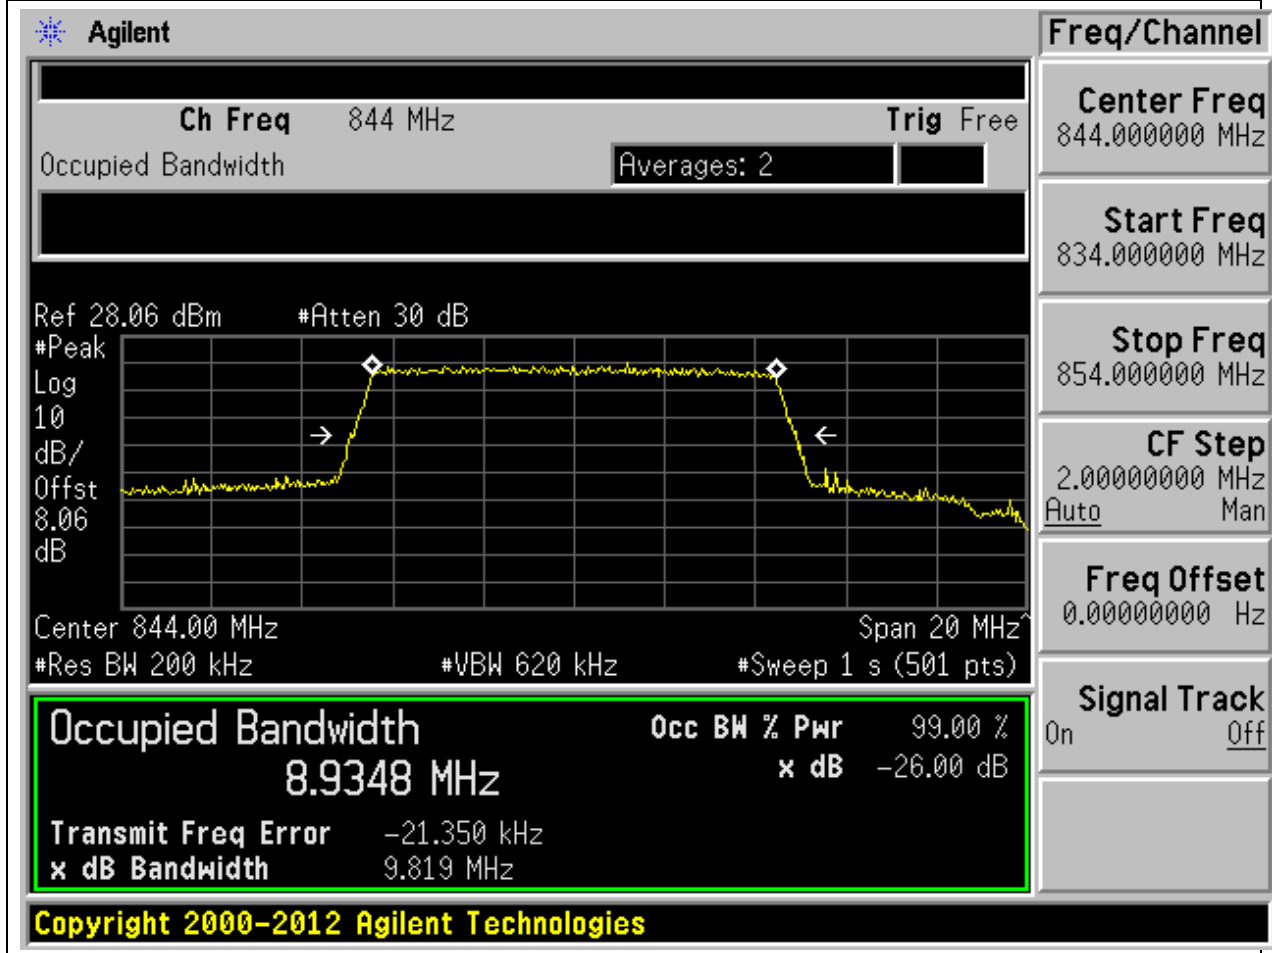 Agilent
Ch Freq 844 MHz Trig Free
Occupied Bandwidth Averages: 2
Ref 28.06 dBm #Atten 30 dB
#Peak
Log
10
dB/
Offst
8.06
dB
Center 844.00 MHz Span 20 MHz^
#Res BW 200 kHz #VBW 620 kHz #Sweep 1 s (501 pts)
Occupied Bandwidth
8.9348 MHz
Occ BW % Pwr 99.00 %
x dB -26.00 dB
Transmit Freq Error -21.350 kHz
x dB Bandwidth 9.819 MHz
Copyright 2000-2012 Agilent Technologies
Freq/Channel
Center Freq
844.000000 MHz
Start Freq
834.000000 MHz
Stop Freq
854.000000 MHz
CF Step
2.00000000 MHz
Auto Man
Freq Offset
0.00000000 Hz
Signal Track
On Off